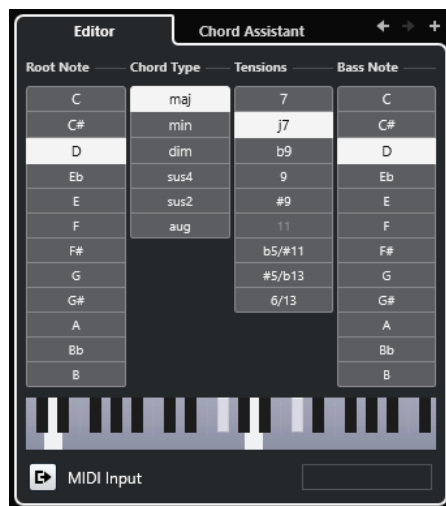 Editor Chord Assistant
Root Note Chord Type Tensions Bass Note
C maj 7 C
C# min j7 C#
D dim b9 D
Eb sus4 9 Eb
E sus2 #9 E
F aug 11 F
F# b5/#11 F#
G #5/b13 G
G# 6/13 G#
A A
Bb Bb
B B
MIDI Input